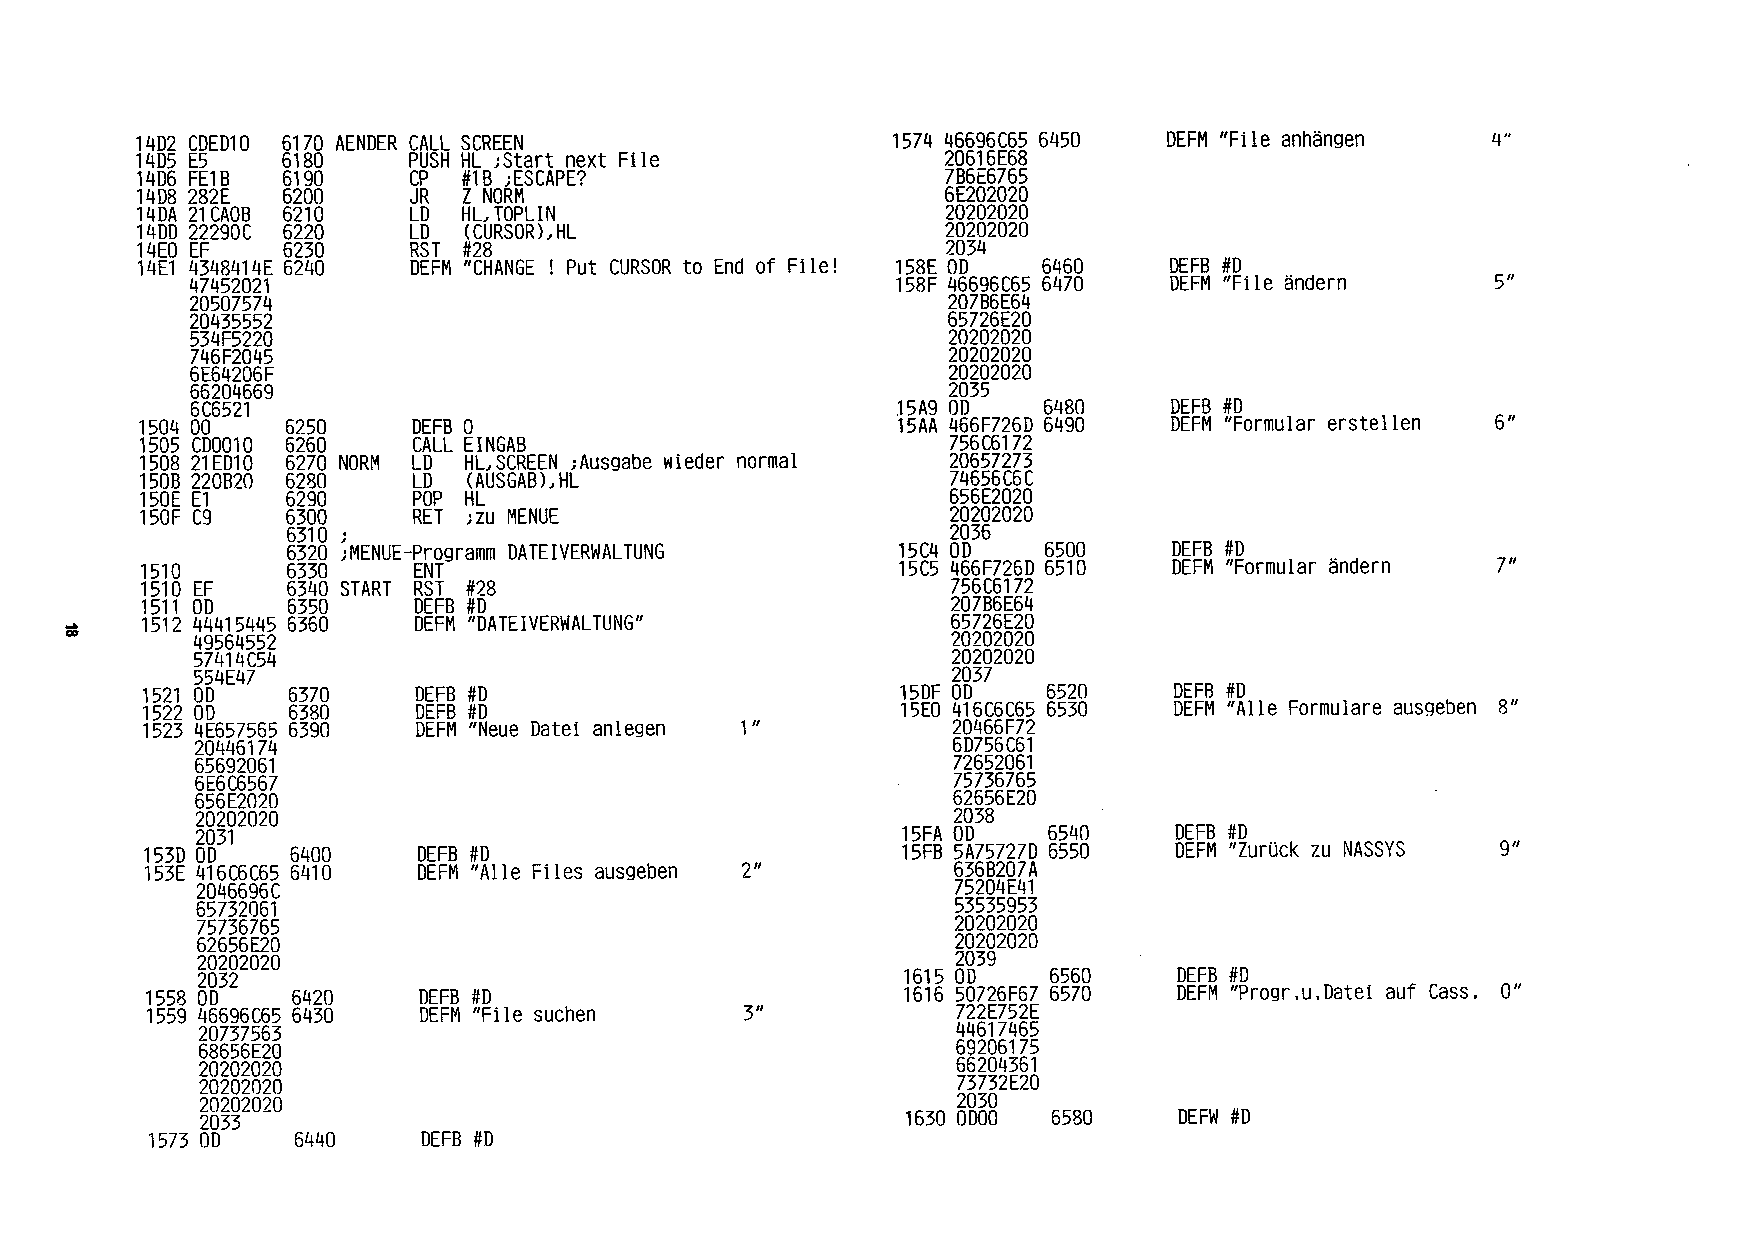 14D2 CDED10 6170 AENDER CALL SCREEN
14D5 E5 6180 PUSH HL ;Start next File
14D6 FE1B 6190 CP #1B ;ESCAPE?
14D8 282E 6200 JR Z NORM
14DA 21CA0B 6210 LD HL,TOPLIN
14DD 22290C 6220 LD (CURSOR),HL
14E0 EF 6230 RST #28
14E1 4348414E 6240 DEFM "CHANGE ! Put CURSOR to End of File!
47452021
20507574
20435552
534F5220
746F2045
6E64206F
66204669
6C6521
1504 00 6250 DEFB 0
1505 CD0010 6260 CALL EINGAB
1508 21ED10 6270 NORM LD HL,SCREEN ;Ausgabe wieder normal
150B 220B20 6280 LD (AUSGAB),HL
150E E1 6290 POP HL
150F C9 6300 RET ;zu MENUE
6310 ;
6320 ;MENUE-Programm DATEIVERWALTUNG
1510 6330 ENT
1510 EF 6340 START RST #28
1511 0D 6350 DEFB #D
1512 44415445 6360 DEFM "DATEIVERWALTUNG"
49564552
57414C54
554E47
1521 0D 6370 DEFB #D
1522 0D 6380 DEFB #D
1523 4E657565 6390 DEFM "Neue Datei anlegen 1"
20446174
65692061
6E6C6567
656E2020
20202020
2031
153D 0D 6400 DEFB #D
153E 416C6C65 6410 DEFM "Alle Files ausgeben 2"
2046696C
65732061
75736765
62656E20
20202020
2032
1558 0D 6420 DEFB #D
1559 46696C65 6430 DEFM "File suchen 3"
20737563
68656E20
20202020
20202020
20202020
2033
1573 0D 6440 DEFB #D
1574 46696C65 6450 DEFM "File anhängen 4"
20616E68
7B6E6765
6E202020
20202020
20202020
2034
158E 0D 6460 DEFB #D
158F 46696C65 6470 DEFM "File ändern 5"
207B6E64
65726E20
20202020
20202020
20202020
2035
15A9 0D 6480 DEFB #D
15AA 466F726D 6490 DEFM "Formular erstellen 6"
756C6172
20657273
74656C6C
656E2020
20202020
2036
15C4 0D 6500 DEFB #D
15C5 466F726D 6510 DEFM "Formular ändern 7"
756C6172
207B6E64
65726E20
20202020
20202020
2037
15DF 0D 6520 DEFB #D
15E0 416C6C65 6530 DEFM "Alle Formulare ausgeben 8"
20466F72
6D756C61
72652061
75736765
62656E20
2038
15FA 0D 6540 DEFB #D
15FB 5A75727D 6550 DEFM "Zurück zu NASSYS 9"
636B207A
75204E41
53535953
20202020
20202020
2039
1615 0D 6560 DEFB #D
1616 50726F67 6570 DEFM "Progr.u.Datei auf Cass. 0"
722E752E
44617465
69206175
66204361
73732E20
2030
1630 0D00 6580 DEFW #D
18